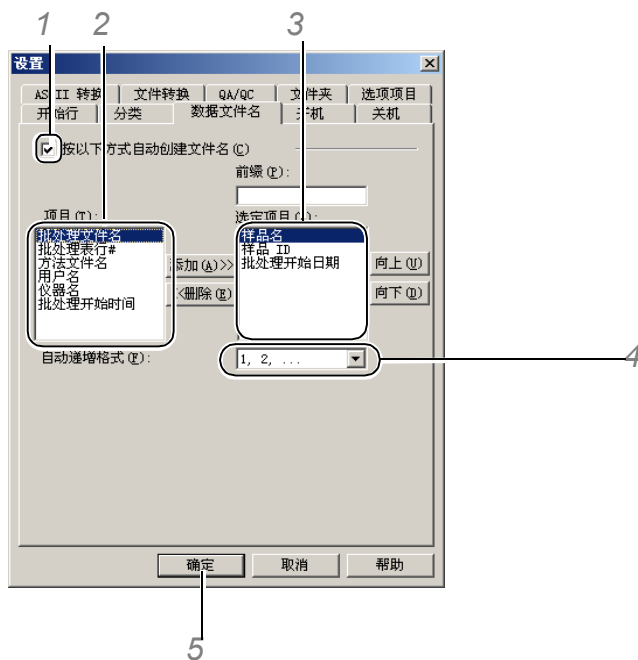 1 2 3
设置
ASCII 转换 文件转换 QA/QC 文件夹 选项项目
开始行 分类 数据文件名 开机 关机
按以下方式自动创建文件名(C)
前缀(P):
项目(T): 选定项目
批处理文件名 样品名
批处理表行# 样品 ID
方法文件名 添加(A)>> 批处理开始日期 向上(U)
用户名
仪器名 <<删除(E) 向下(D)
批处理开始时间
自动递增格式(F): 1, 2, ... 4
确定 取消 帮助
5